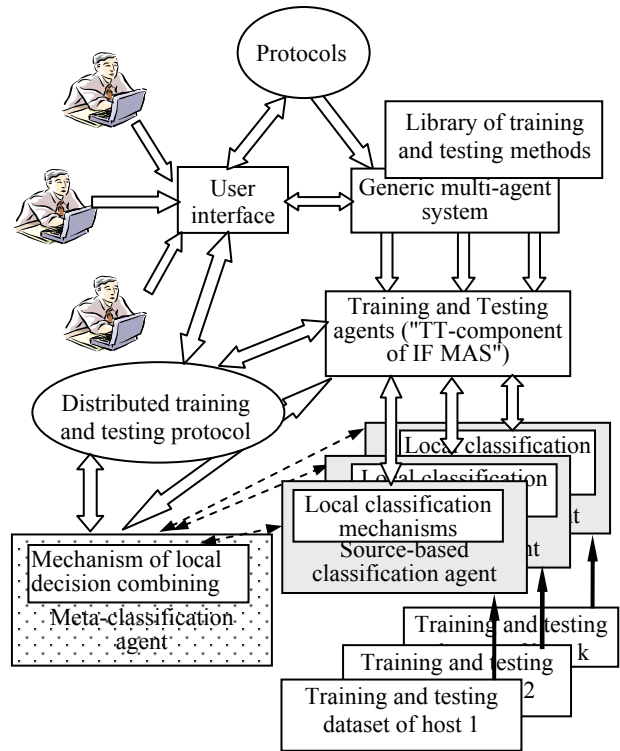 Protocols
Library of training
and testing methods
User
interface
Generic multi-agent
system
Training and Testing
agents ("TT-component
of IF MAS")
Distributed training
and testing protocol
Local classification
Local classification
nt
Local classification
mechanisms
nt
Source-based
classification agent
Mechanism of local
decision combining
Meta-classification
agent
Training and testing
k
Training and testing
2
Training and testing
dataset of host 1